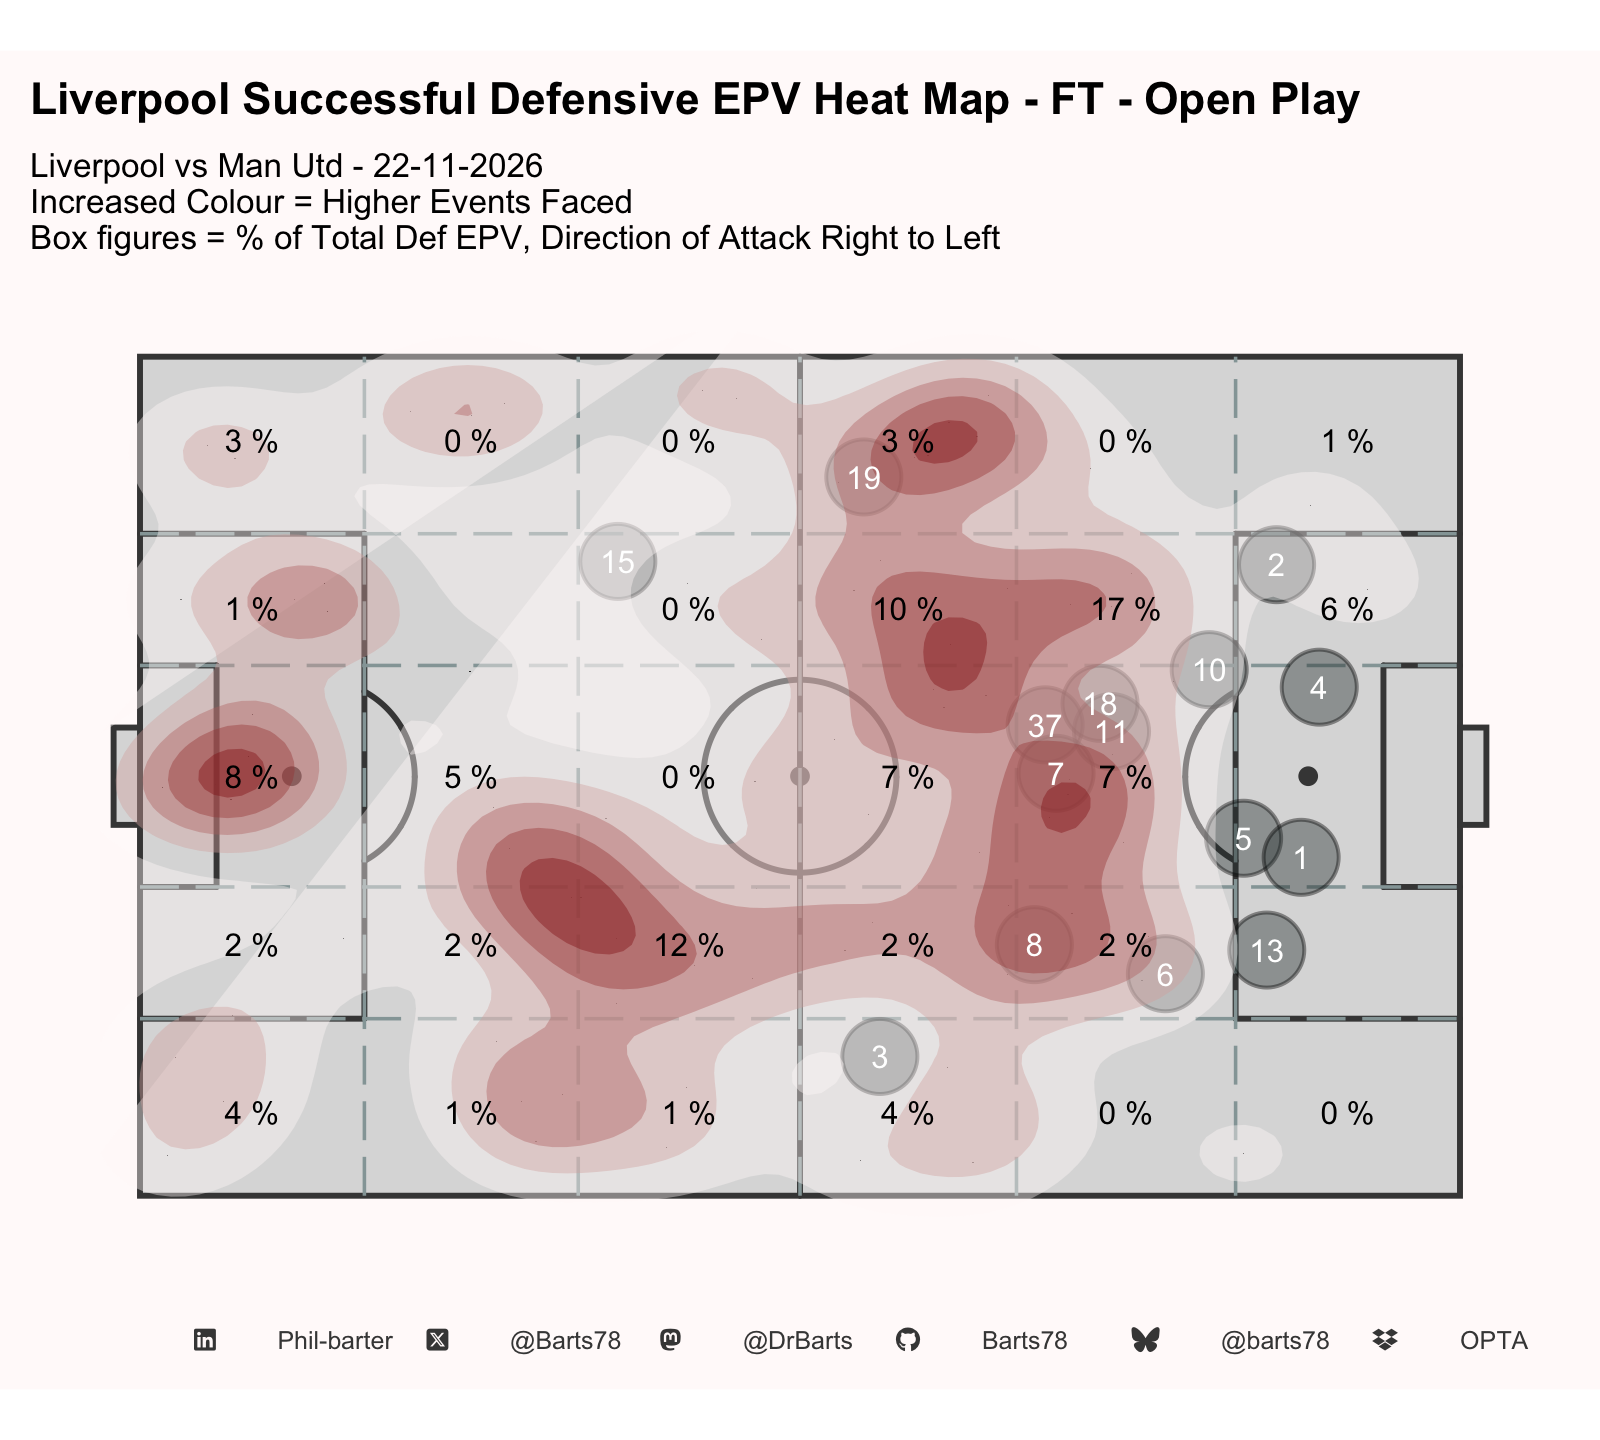 Liverpool Successful Defensive EPV Heat Map - FT - Open Play
Liverpool vs Man Utd - 22-11-2026
Increased Colour = Higher Events Faced
Box figures = % of Total Def EPV, Direction of Attack Right to Left
3 % 0 % 0 % 3 % 0 % 1 %
19
15 2
1 % 0 % 10 % 17 % 6 %
10 4
18
37 11
8 % 5 % 0 % 7 % 7 7 %
5 1
2 % 2 % 12 % 2 % 8 2 % 13
6
3
4 % 1 % 1 % 4 % 0 % 0 %
Phil-barter @Barts78 @DrBarts Barts78 @barts78 OPTA